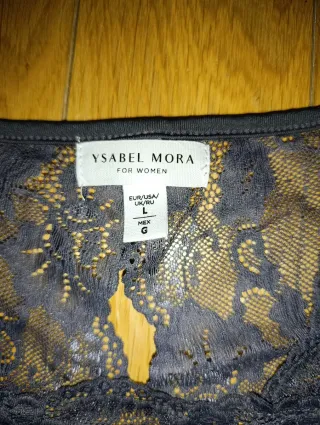 YSABEL MORA
FOR WOMEN
EUR/USA/
UK/RU
L
MEX
G